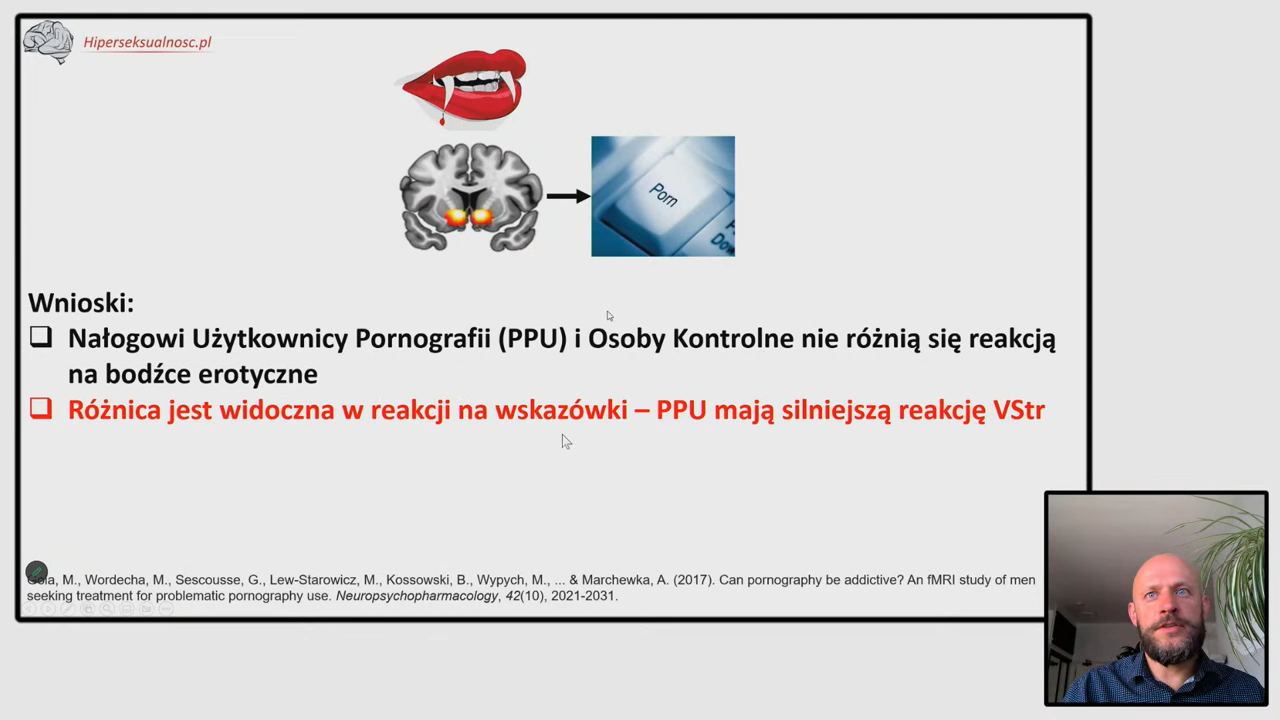 Hiperseksualnosc.pl
Porn
Wnioski:
Nałogowi Użytkownicy Pornografii (PPU) i Osoby Kontrolne nie różnią się reakcją
na bodźce erotyczne
Różnica jest widoczna w reakcji na wskazówki – PPU mają silniejszą reakcję VStr
Gola, M., Wordecha, M., Sescousse, G., Lew-Starowicz, M., Kossowski, B., Wypych, M., ... & Marchewka, A. (2017). Can pornography be addictive? An fMRI study of men
seeking treatment for problematic pornography use. Neuropsychopharmacology, 42(10), 2021-2031.